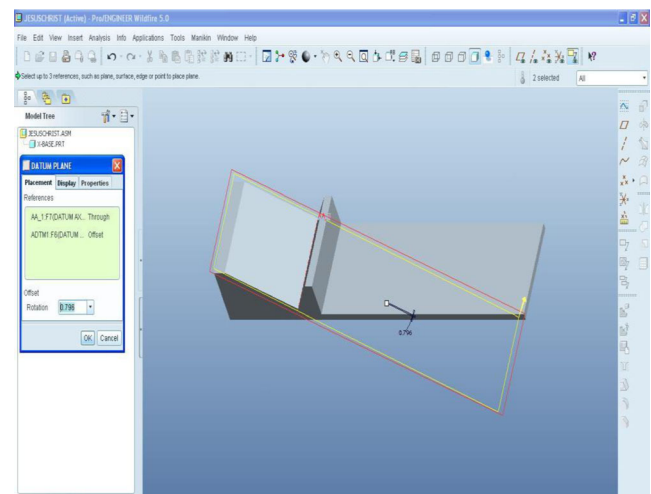 JESUSCHRIST (Active) - Pro/ENGINEER Wildfire 5.0
File Edit View Insert Analysis Info Applications Tools Manikin Window Help
Select up to 3 references, such as plane, surface, edge or point to place plane.
2 selected
All
Model Tree
JESUSCHRIST.ASM
X-BASE.PRT
DATUM PLANE
Placement Display Properties
References
AA_1:F7(DATUM AX... Through
ADTM1:F6(DATUM ... Offset
Offset
Rotation 0.796
OK Cancel
0.796